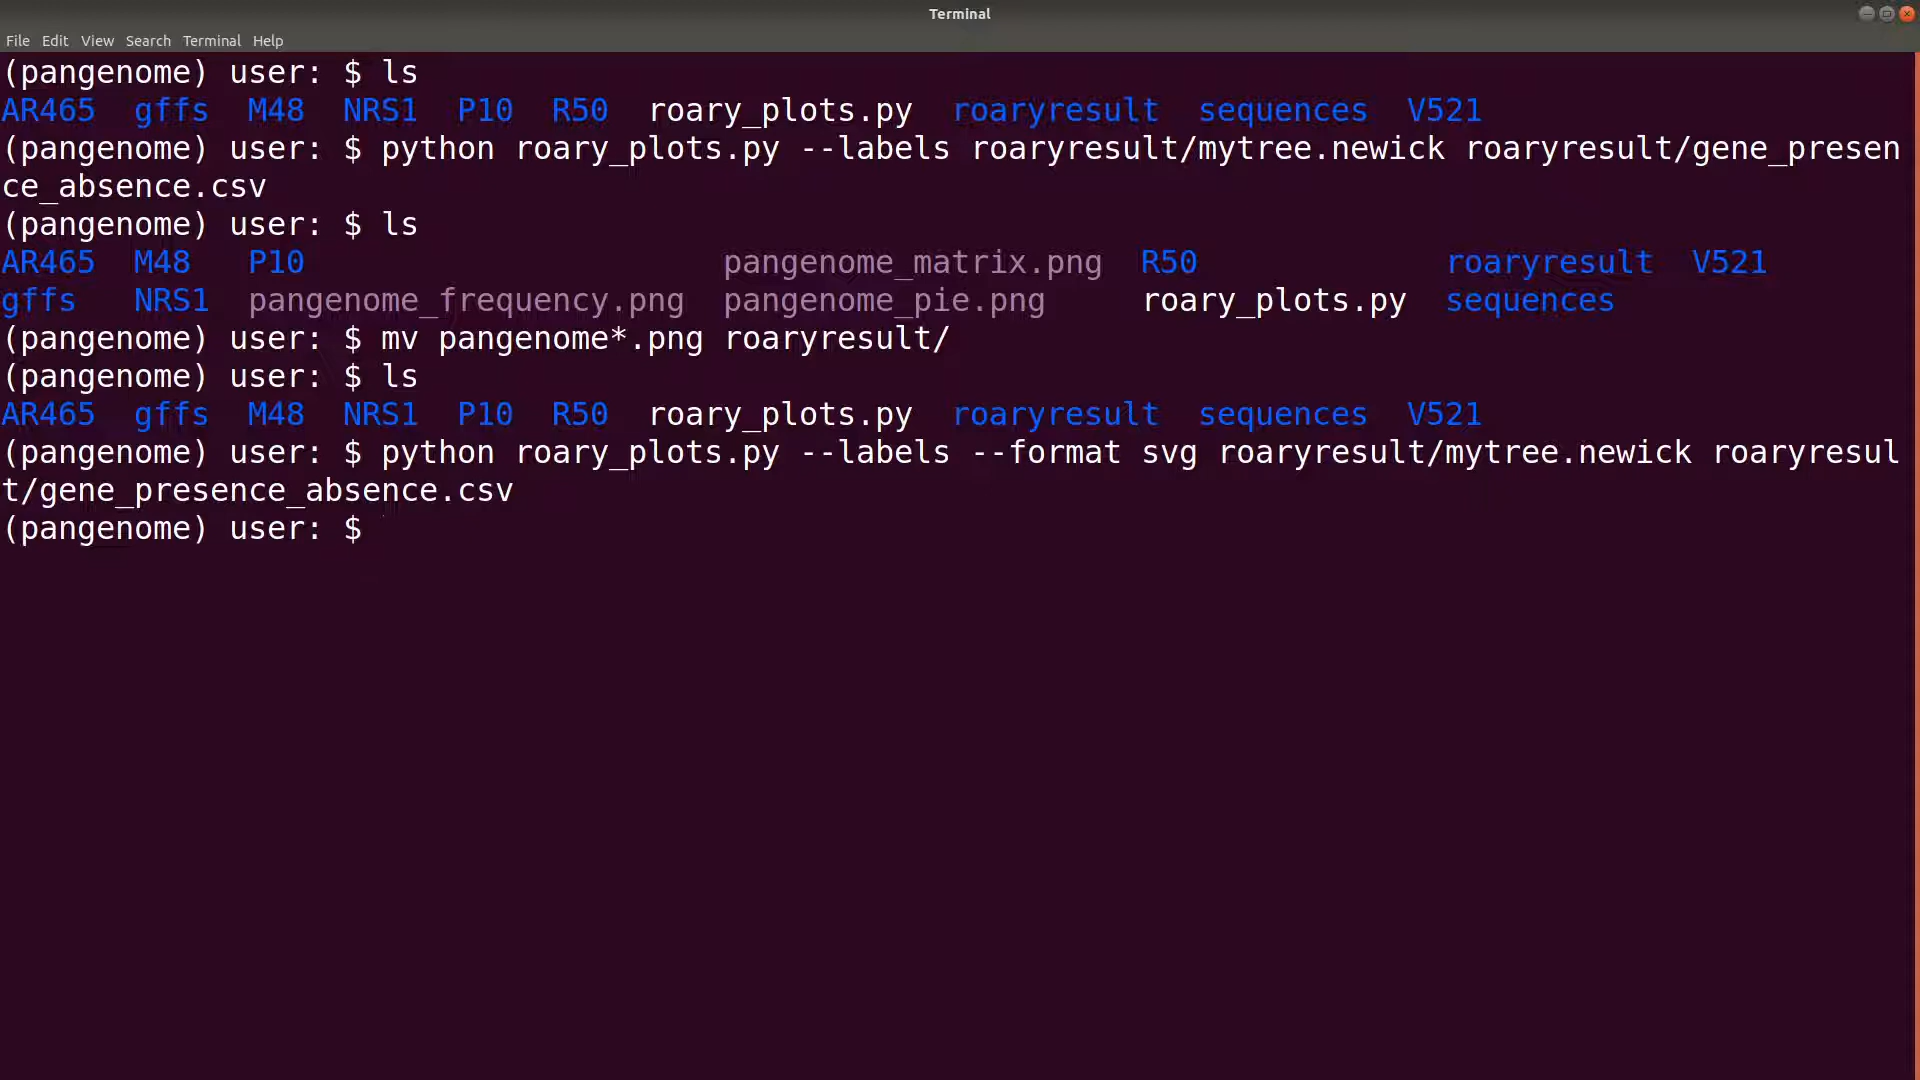 Terminal
File Edit View Search Terminal Help
(pangenome) user: $ ls
AR465 gffs M48 NRS1 P10 R50 roary_plots.py roaryresult sequences V521
(pangenome) user: $ python roary_plots.py --labels roaryresult/mytree.newick roaryresult/gene_presen
ce_absence.csv
(pangenome) user: $ ls
AR465 M48 P10 pangenome_matrix.png R50 roaryresult V521
gffs NRS1 pangenome_frequency.png pangenome_pie.png roary_plots.py sequences
(pangenome) user: $ mv pangenome*.png roaryresult/
(pangenome) user: $ ls
AR465 gffs M48 NRS1 P10 R50 roary_plots.py roaryresult sequences V521
(pangenome) user: $ python roary_plots.py --labels --format svg roaryresult/mytree.newick roaryresul
t/gene_presence_absence.csv
(pangenome) user: $